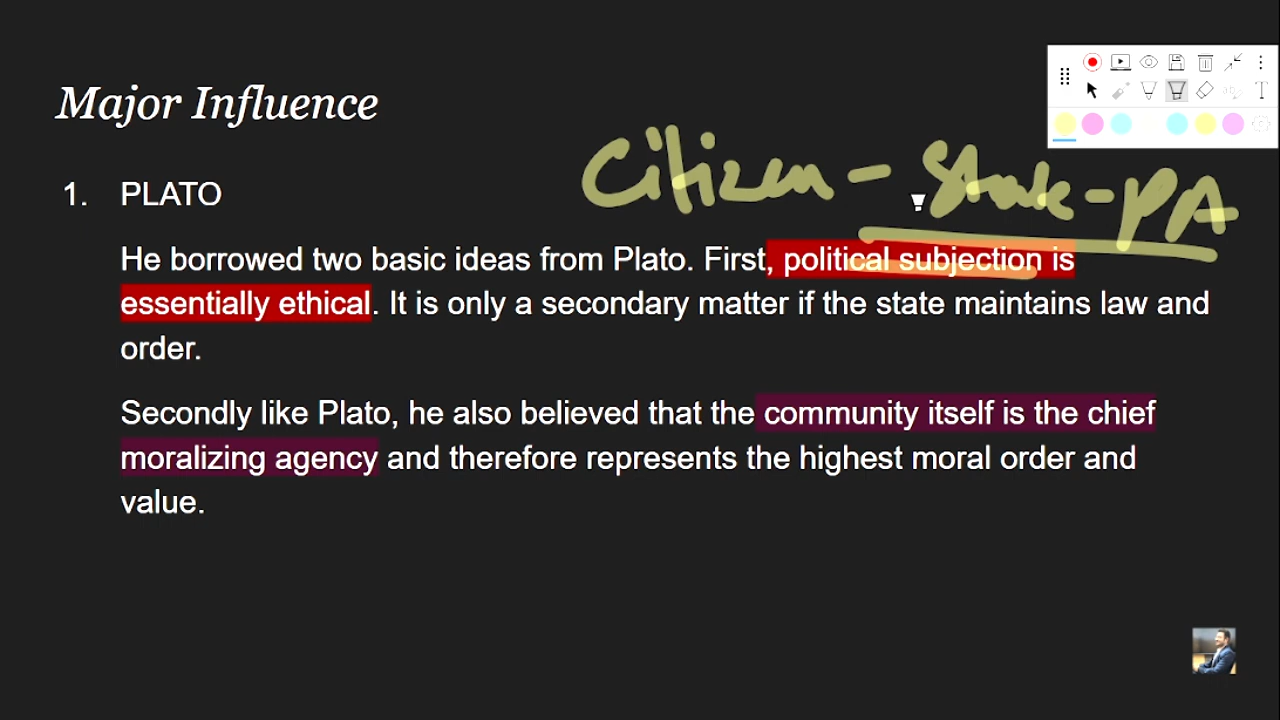 Major Influence
Citizen - State - PA
1. PLATO
He borrowed two basic ideas from Plato. First, political subjection is
essentially ethical. It is only a secondary matter if the state maintains law and
order.
Secondly like Plato, he also believed that the community itself is the chief
moralizing agency and therefore represents the highest moral order and
value.